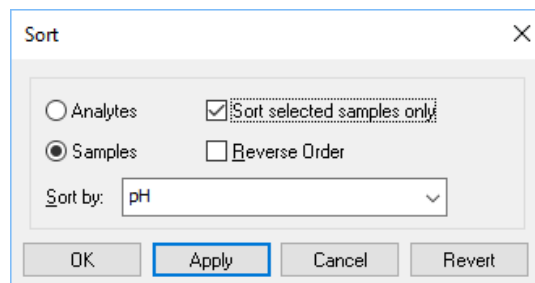 Sort
Analytes Sort selected samples only
Samples Reverse Order
Sort by: pH
OK Apply Cancel Revert